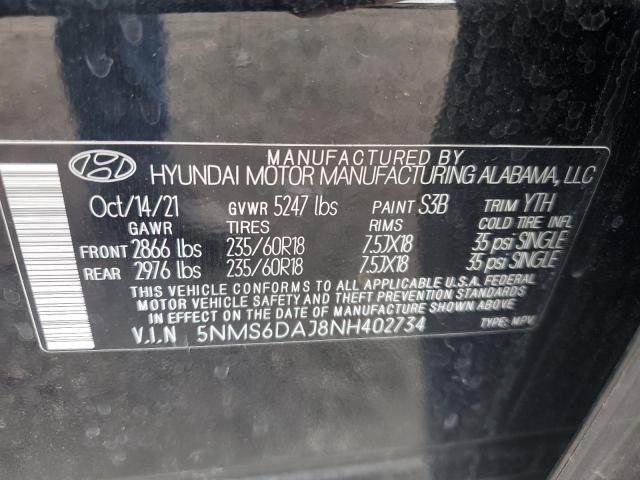 MANUFACTURED BY
HYUNDAI MOTOR MANUFACTURING ALABAMA, LLC
Oct/14/21 GVWR 5247 lbs PAINT S3B TRIM YTH
GAWR TIRES RIMS COLD TIRE INFL
FRONT 2866 lbs 235/60R18 7.5JX18 35 psi SINGLE
REAR 2976 lbs 235/60R18 7.5JX18 35 psi SINGLE
THIS VEHICLE CONFORMS TO ALL APPLICABLE U.S.A. FEDERAL
MOTOR VEHICLE SAFETY AND THEFT PREVENTION STANDARDS
IN EFFECT ON THE DATE OF MANUFACTURE SHOWN ABOVE.
V.I.N 5NMS6DAJ8NH402734 TYPE: MPV